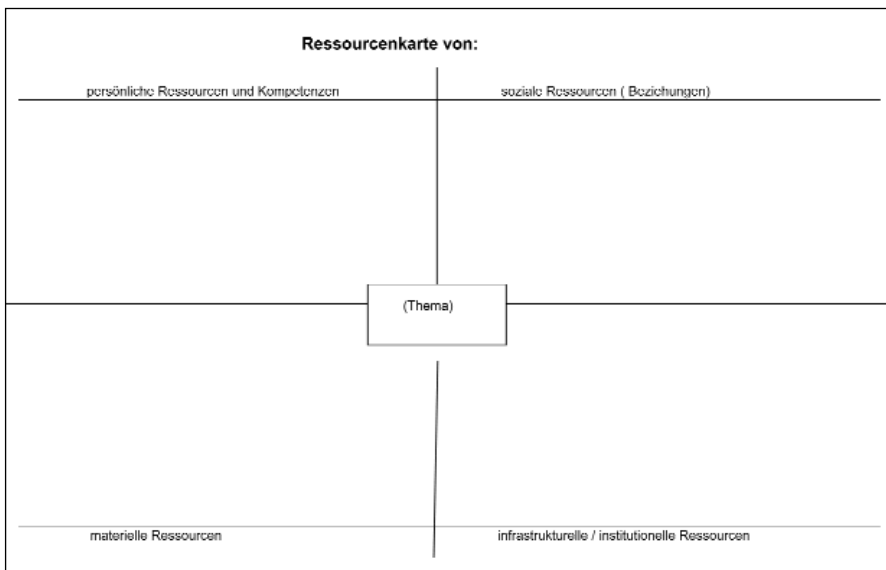 Ressourcenkarte von:
persönliche Ressourcen und Kompetenzen
soziale Ressourcen ( Beziehungen)
(Thema)
materielle Ressourcen
infrastrukturelle / institutionelle Ressourcen